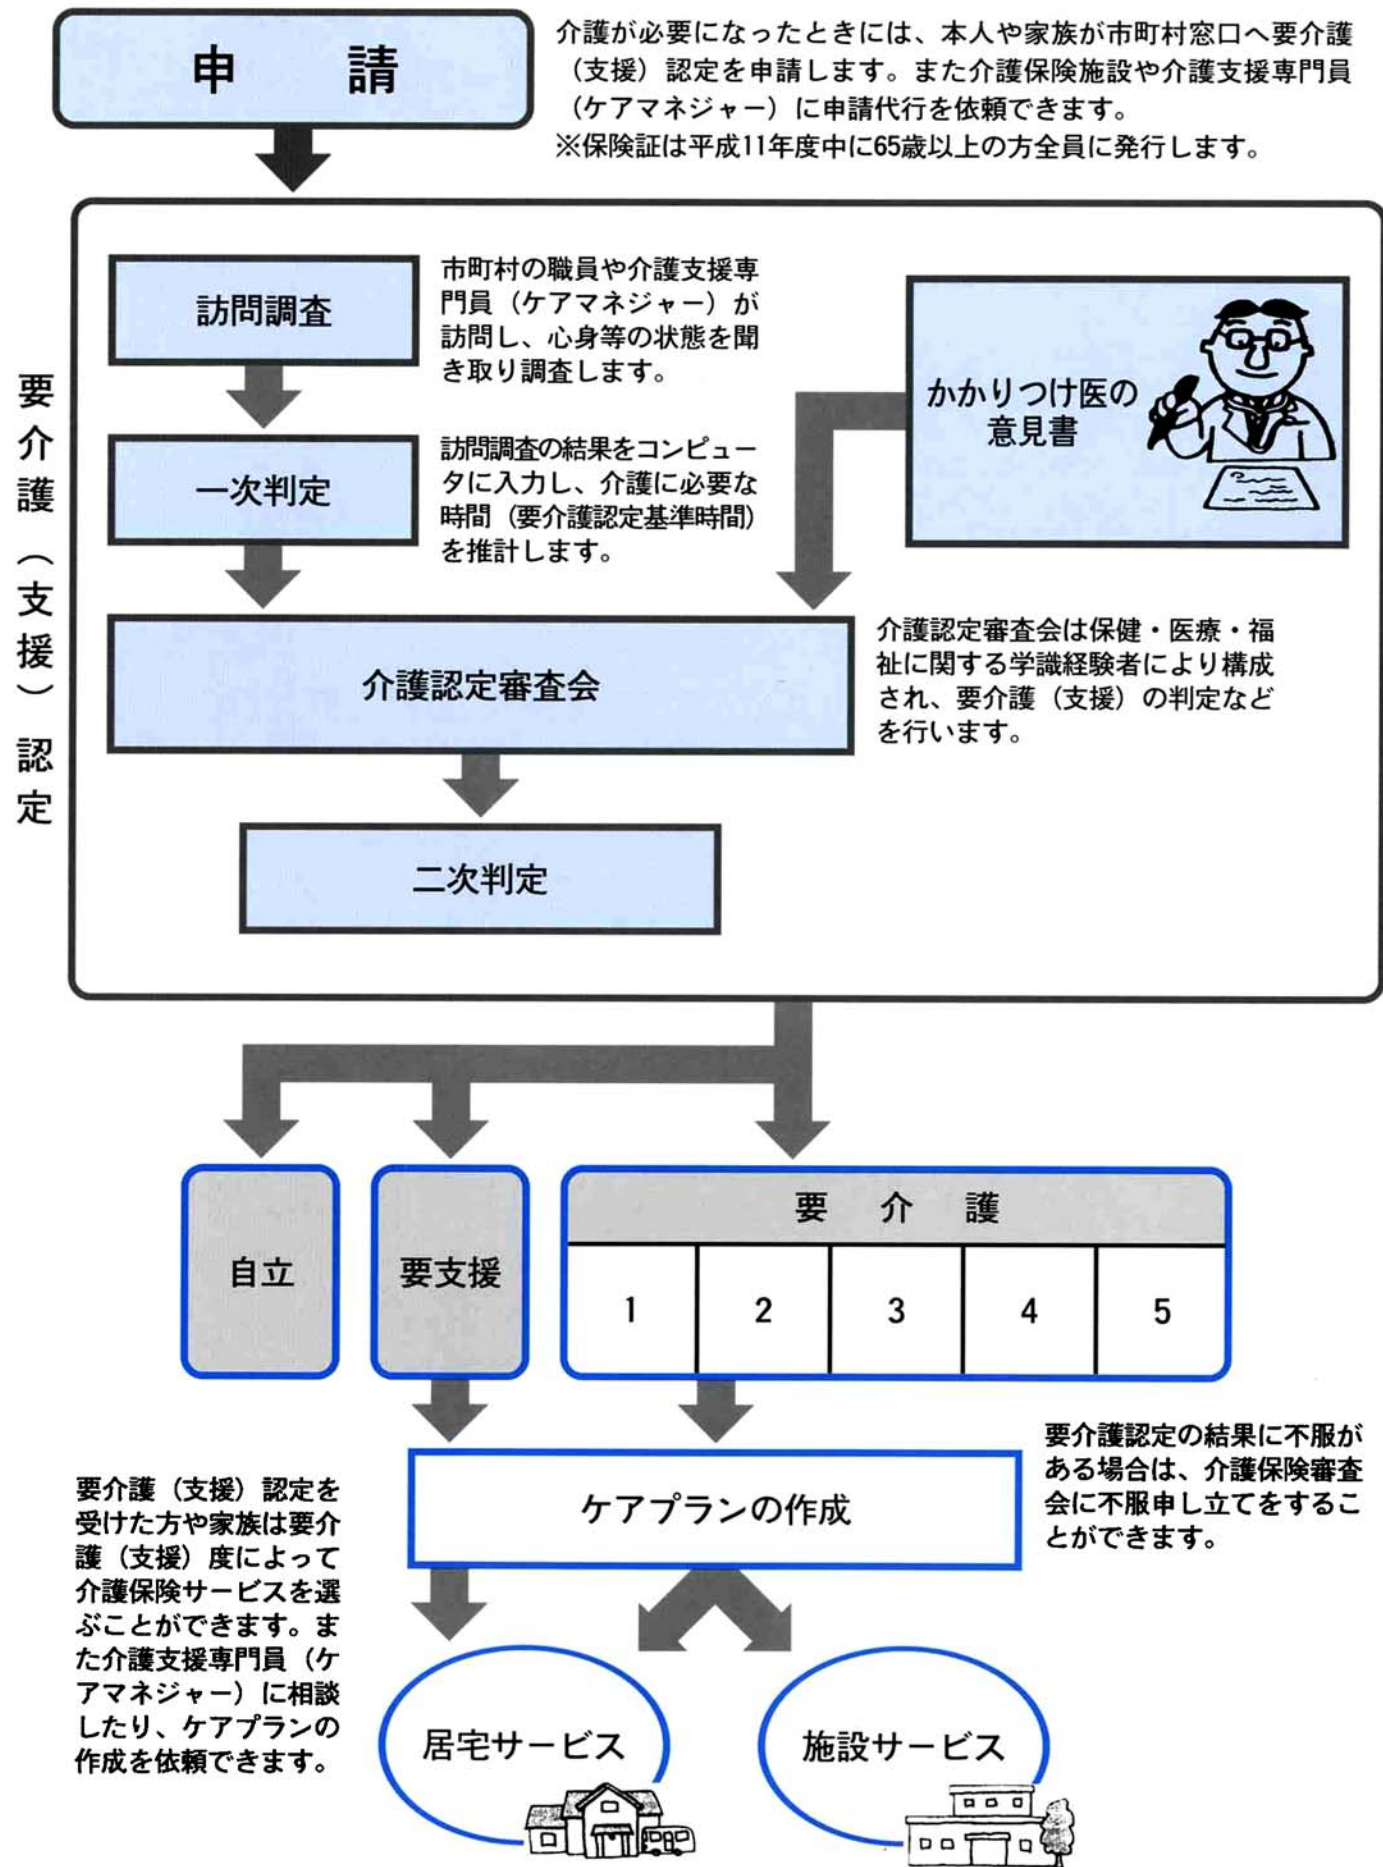 申　請
介護が必要になったときには、本人や家族が市町村窓口へ要介護
（支援）認定を申請します。また介護保険施設や介護支援専門員
（ケアマネジャー）に申請代行を依頼できます。
※保険証は平成11年度中に65歳以上の方全員に発行します。
要介護（支援）認定
訪問調査
市町村の職員や介護支援専
門員（ケアマネジャー）が
訪問し、心身等の状態を聞
き取り調査します。
かかりつけ医の
意見書
一次判定
訪問調査の結果をコンピュー
タに入力し、介護に必要な
時間（要介護認定基準時間）
を推計します。
介護認定審査会
介護認定審査会は保健・医療・福
祉に関する学識経験者により構成
され、要介護（支援）の判定など
を行います。
二次判定
自立
要支援
要介護
1 2 3 4 5
ケアプランの作成
要介護認定の結果に不服が
ある場合は、介護保険審査
会に不服申し立てをするこ
とができます。
要介護（支援）認定を
受けた方や家族は要介
護（支援）度によって
介護保険サービスを選
ぶことができます。ま
た介護支援専門員（ケ
アマネジャー）に相談
したり、ケアプランの
作成を依頼できます。
居宅サービス
施設サービス